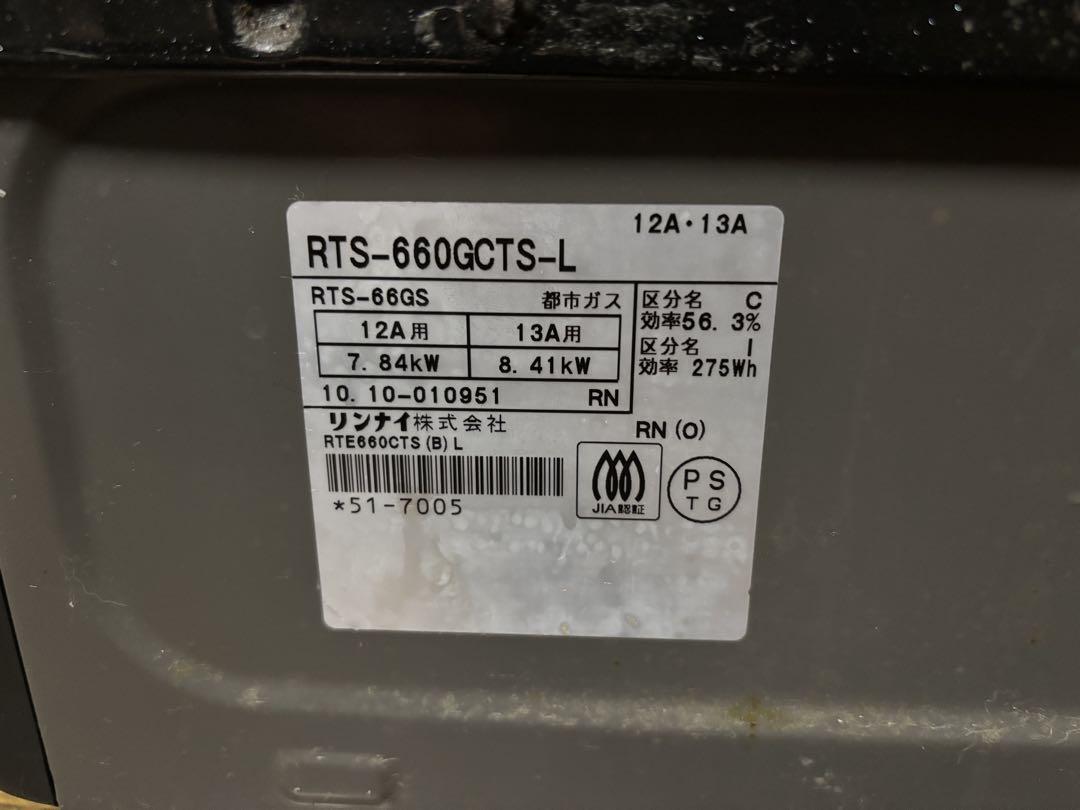 12A・13A
RTS-660GCTS-L
RTS-66GS 都市ガス
12A用 13A用
7.84kW 8.41kW
10.10-010951 RN
区分名 C
効率56.3%
区分名 I
効率 275Wh
リンナイ株式会社
RTE660CTS(B)L
*51-7005
RN(O)
JIA認証
PS
TG